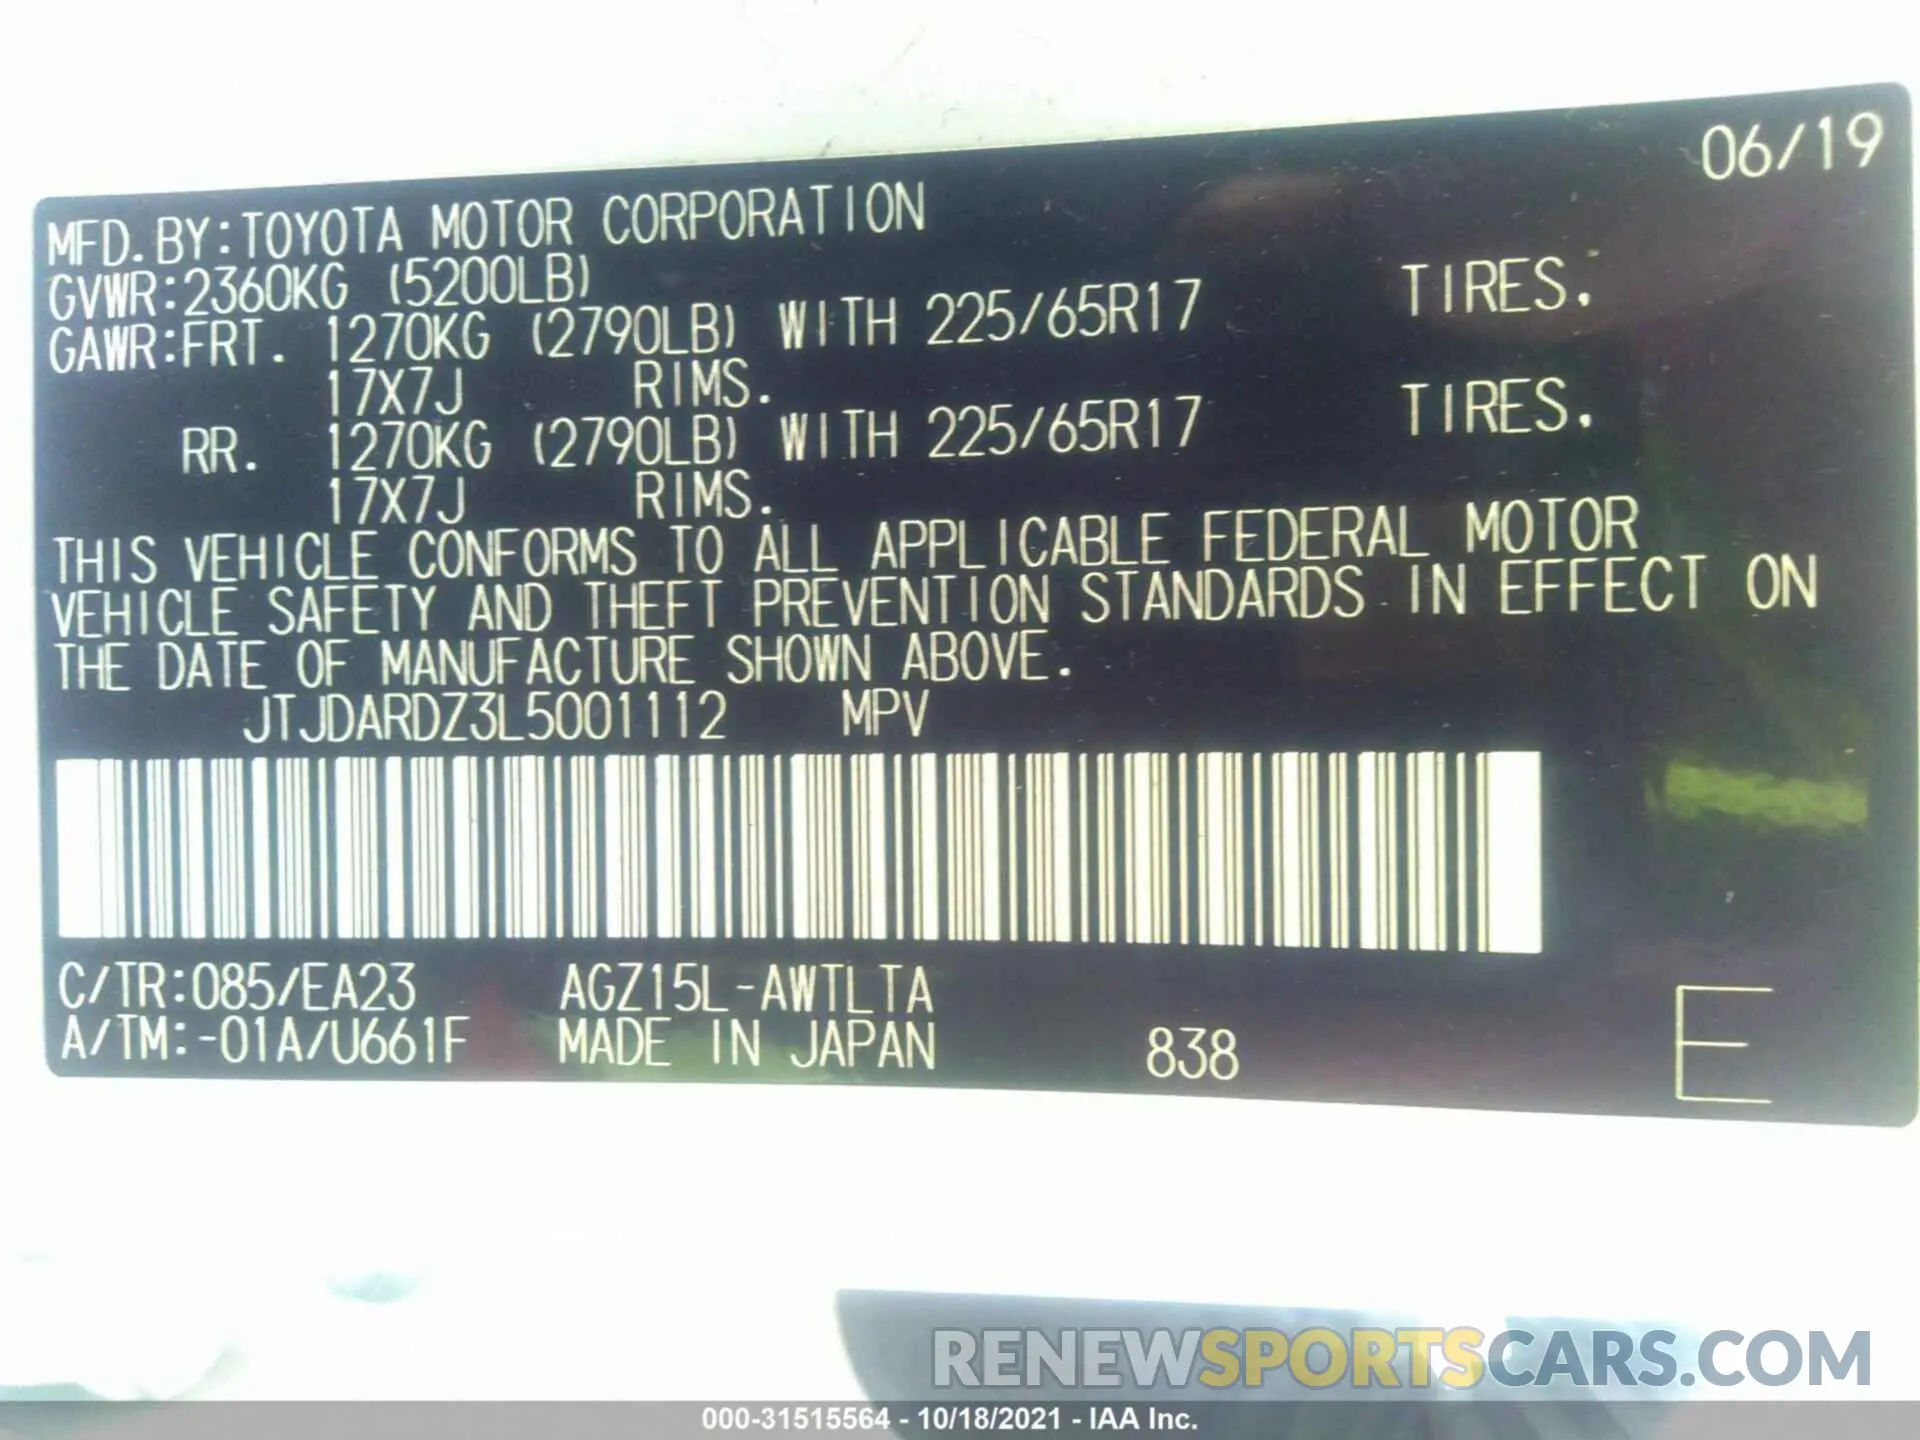 06/19
MFD.BY:TOYOTA MOTOR CORPORATION
GVWR:2360KG (5200LB)
GAWR:FRT. 1270KG (2790LB) WITH 225/65R17 TIRES.
17X7J RIMS.
RR. 1270KG (2790LB) WITH 225/65R17 TIRES.
17X7J RIMS.
THIS VEHICLE CONFORMS TO ALL APPLICABLE FEDERAL MOTOR
VEHICLE SAFETY AND THEFT PREVENTION STANDARDS IN EFFECT ON
THE DATE OF MANUFACTURE SHOWN ABOVE.
JTJDARDZ3L5001112 MPV
C/TR:085/EA23 AGZ15L-AWTLTA
A/TM:-01A/U661F MADE IN JAPAN 838 E
RENEWSPORTSCARS.COM
000-31515564 - 10/18/2021 - IAA Inc.